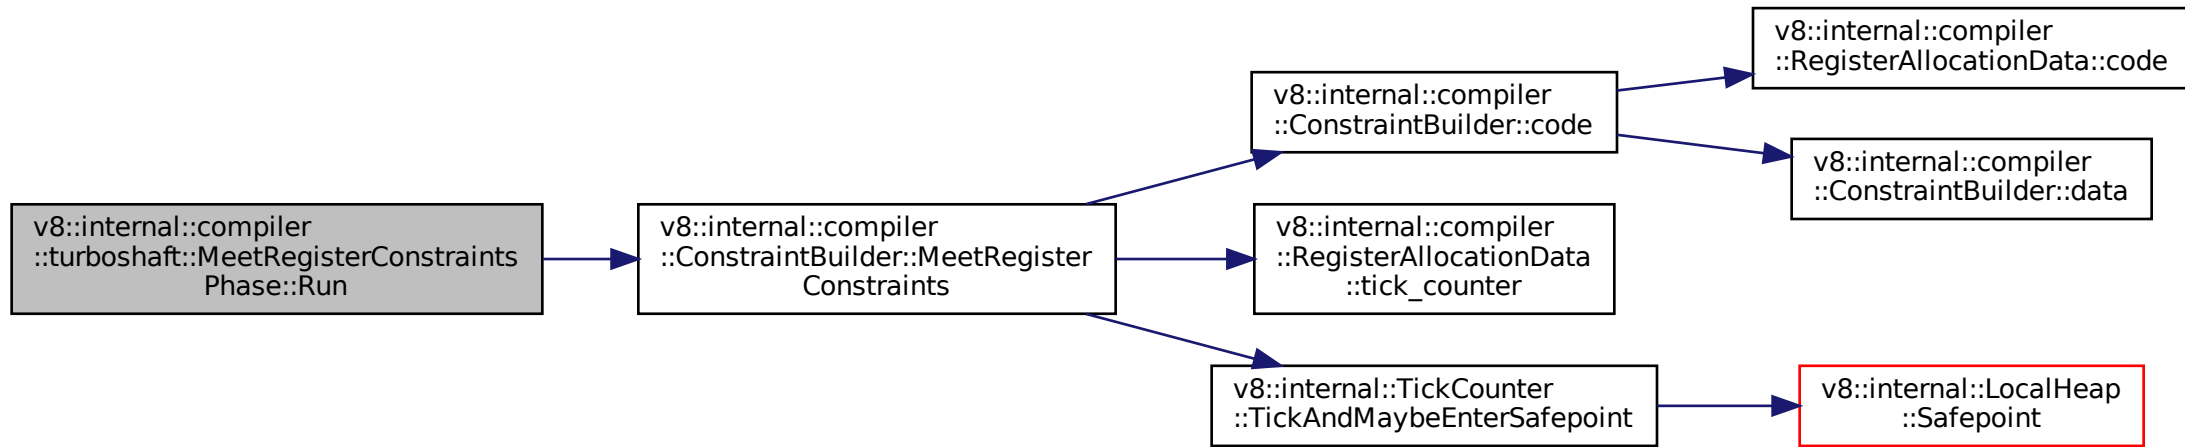 v8::internal::compiler
::turboshaft::MeetRegisterConstraints
Phase::Run
v8::internal::compiler
::ConstraintBuilder::MeetRegister
Constraints
v8::internal::compiler
::ConstraintBuilder::code
v8::internal::compiler
::RegisterAllocationData::code
v8::internal::compiler
::ConstraintBuilder::data
v8::internal::compiler
::RegisterAllocationData
::tick_counter
v8::internal::TickCounter
::TickAndMaybeEnterSafepoint
v8::internal::LocalHeap
::Safepoint